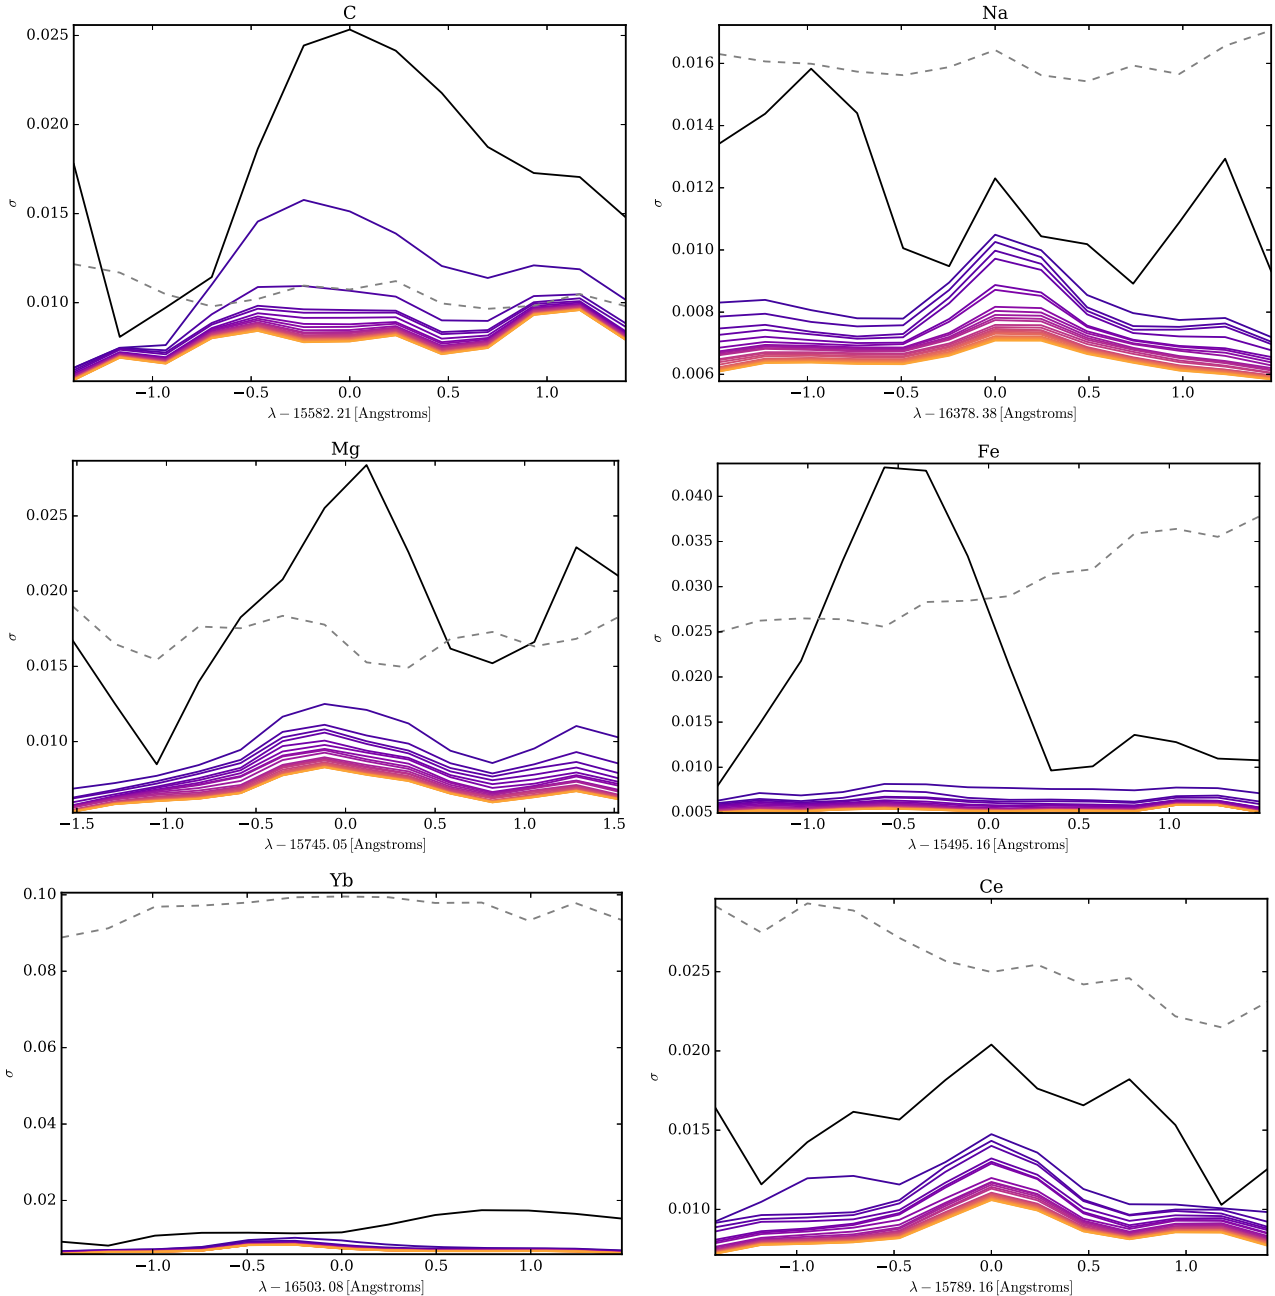 C
0.025
0.020
0.015
0.010
σ
−1.0 −0.5 0.0 0.5 1.0
λ − 15582.21 [Angstroms]
Na
0.016
0.014
0.012
0.010
0.008
0.006
σ
−1.0 −0.5 0.0 0.5 1.0
λ − 16378.38 [Angstroms]
Mg
0.025
0.020
0.015
0.010
σ
−1.5 −1.0 −0.5 0.0 0.5 1.0 1.5
λ − 15745.05 [Angstroms]
Fe
0.040
0.035
0.030
0.025
0.020
0.015
0.010
0.005
σ
−1.0 −0.5 0.0 0.5 1.0
λ − 15495.16 [Angstroms]
Yb
0.10
0.08
0.06
0.04
0.02
σ
−1.0 −0.5 0.0 0.5 1.0
λ − 16503.08 [Angstroms]
Ce
0.025
0.020
0.015
0.010
σ
−1.0 −0.5 0.0 0.5 1.0
λ − 15789.16 [Angstroms]